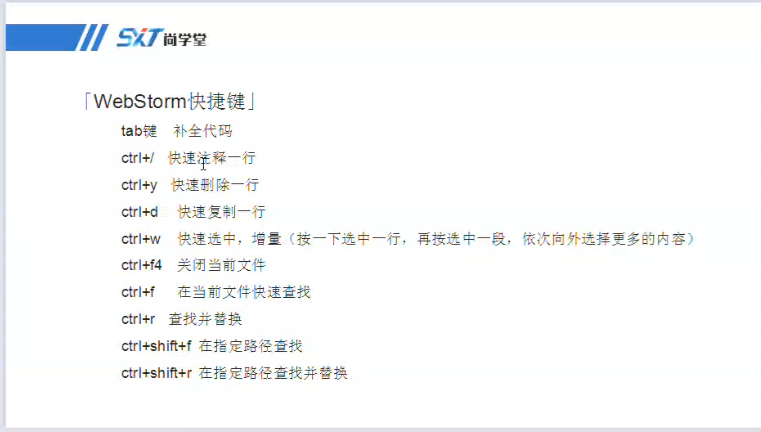 SXT尚学堂
「WebStorm快捷键」
tab键 补全代码
ctrl+/ 快速注释一行
ctrl+y 快速删除一行
ctrl+d 快速复制一行
ctrl+w 快速选中，增量（按一下选中一行，再按选中一段，依次向外选择更多的内容）
ctrl+f4 关闭当前文件
ctrl+f 在当前文件快速查找
ctrl+r 查找并替换
ctrl+shift+f 在指定路径查找
ctrl+shift+r 在指定路径查找并替换